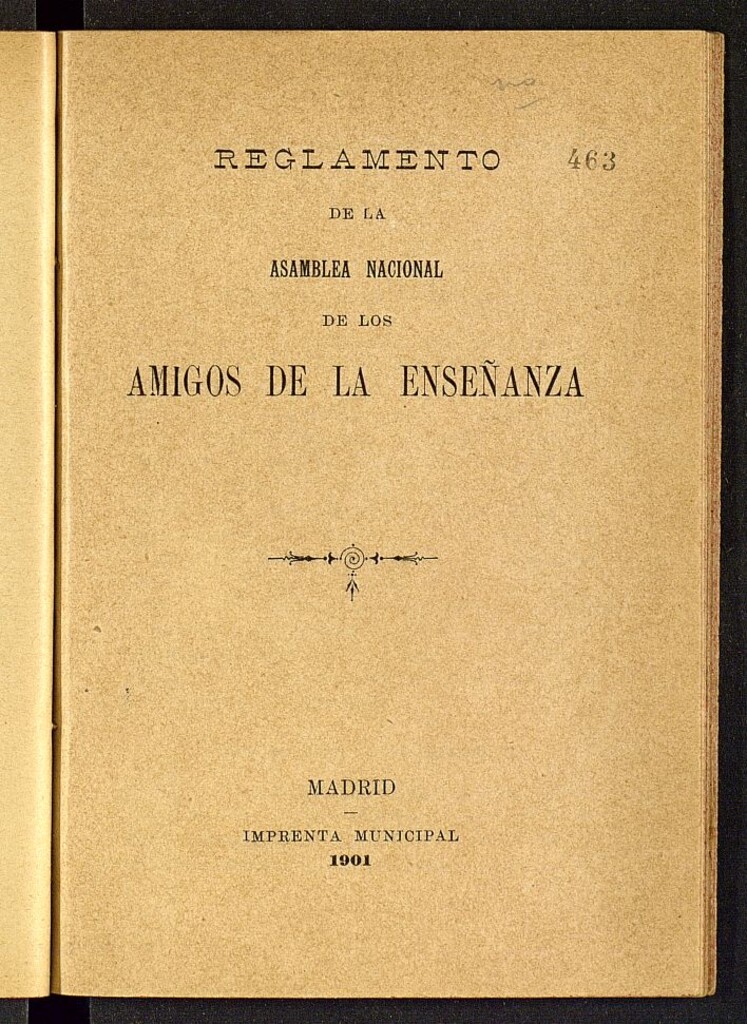 REGLAMENTO 463
DE LA
ASAMBLEA NACIONAL
DE LOS
AMIGOS DE LA ENSEÑANZA
MADRID
IMPRENTA MUNICIPAL
1901